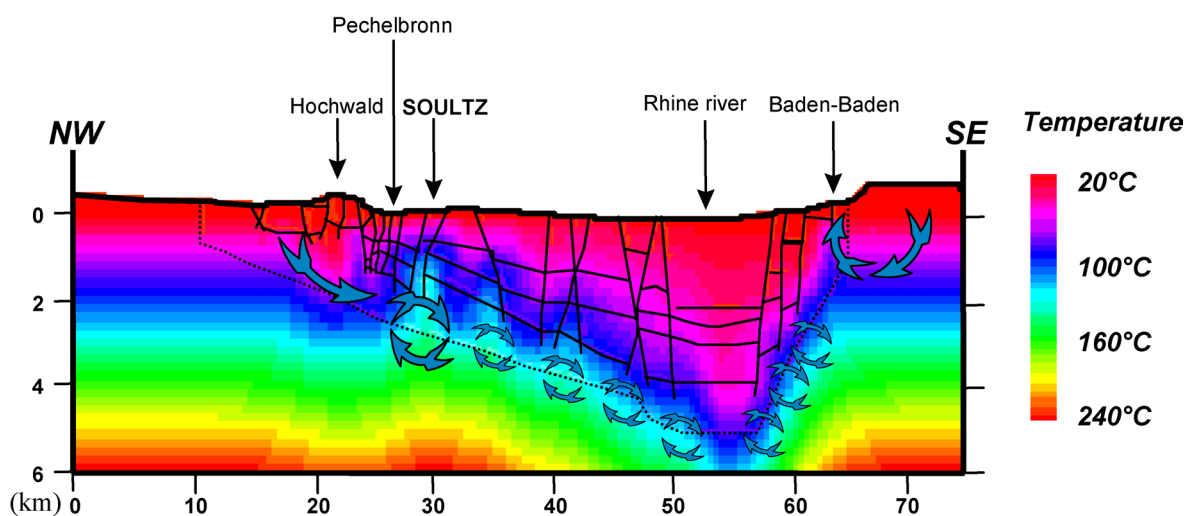 Pechelbronn
Hochwald SOULTZ Rhine river Baden-Baden
NW SE Temperature
20°C
0
100°C
2
160°C
4
240°C
6
(km) 0 10 20 30 40 50 60 70